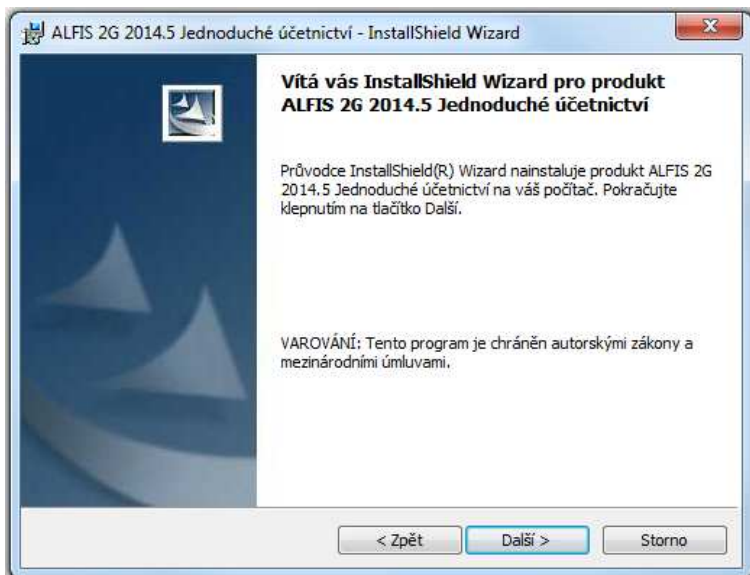 ALFIS 2G 2014.5 Jednoduché účetnictví - InstallShield Wizard
Vítá vás InstallShield Wizard pro produkt
ALFIS 2G 2014.5 Jednoduché účetnictví
Průvodce InstallShield(R) Wizard nainstaluje produkt ALFIS 2G
2014.5 Jednoduché účetnictví na váš počítač. Pokračujte
klepnutím na tlačítko Další.
VAROVÁNÍ: Tento program je chráněn autorskými zákony a
mezinárodními úmluvami.
< Zpět Další > Storno